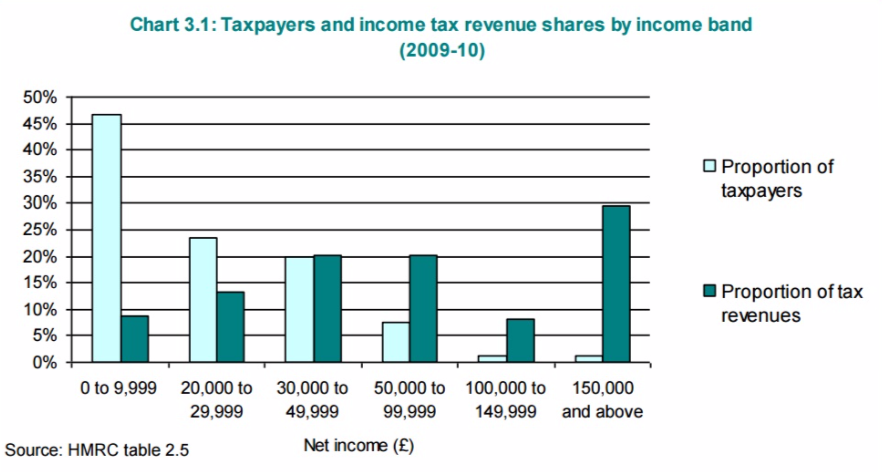 Chart 3.1: Taxpayers and income tax revenue shares by income band
(2009-10)
50%
45%
40%
35%
30%
25%
20%
15%
10%
5%
0%
Proportion of
taxpayers
Proportion of tax
revenues
0 to 9,999
20,000 to
29,999
30,000 to
49,999
50,000 to
99,999
100,000 to
149,999
150,000
and above
Net income (£)
Source: HMRC table 2.5